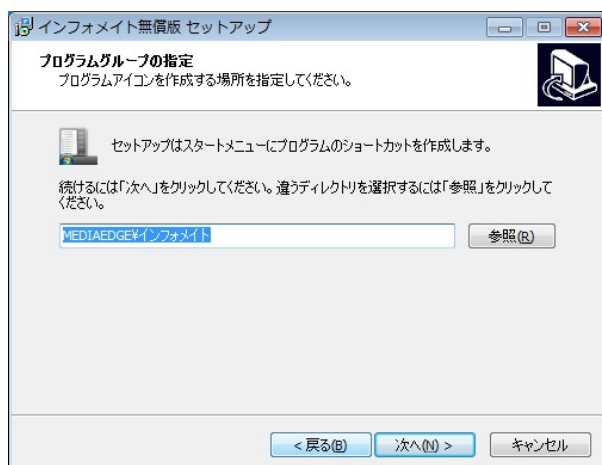 インフォメイト無償版 セットアップ
プログラムグループの指定
プログラムアイコンを作成する場所を指定してください。
セットアップはスタートメニューにプログラムのショートカットを作成します。
続けるには「次へ」をクリックしてください。違うディレクトリを選択するには「参照」をクリックして
ください。
MEDIAEDGE¥インフォメイト
参照(R)
< 戻る(B)
次へ(N) >
キャンセル